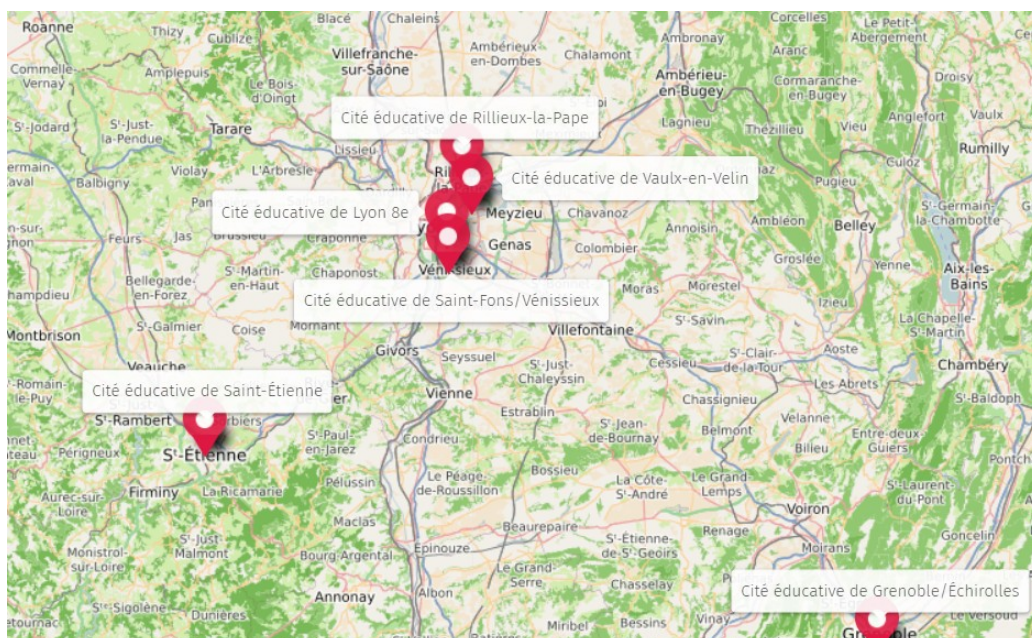 Roanne
Thizy
Cublize
Blacé
Chaleins
Ambronay
Corcelles
Le Petit-
Abergement
Villefranche-
sur-Saône
Ambérieux
en-Dombes
Chalamont
Aranc
Commelle-
Vernay
Amplepuis
Le Bois-
d'Oingt
Ambérieu-
en-Bugey
Cormaranche-
en-Bugey
Droisy
Cité éducative de Rillieux-la-Pape
Sᵗ-Jodard
Sᵗ-Just-
la-Pendue
Tarare
Lissieu
Lagnieu
Thézillieu
Vieu
Anglefort
Vaulx
Rumilly
Culoz
Balbigny
Violay
L'Arbresle
Cité éducative de Vaulx-en-Velin
Pugieu
Cité éducative de Lyon 8e
Meyzieu
Chavanoz
Ambléon
Belley
Sᵗ-Germain-
la-Chambotte
Feurs
Jas
Brussieu
Craponne
Annoisin
Genas
Colombier
Groslée
Yenne
Aix-les-
Bains
Sᵗ-Martin-
en-Haut
Chaponost
Vénissieux
Bellegarde-
en-Forez
Champdieu
Cité éducative de Saint-Fons/Vénissieux
Moras
Morestel
Izieu
Montbrison
Sᵗ-Galmier
Coise
Mornant
Villefontaine
Sᵗ-Savin
La Chapelle-
Sᵗ-Martin
Veauche
Givors
Seyssuel
Sᵗ-Just-
Chaleyssin
Cessieu
Sᵗ-Clair-
de-la-Tour
Aoste
Chambéry
Sᵗ-Romain-
le-Puy
Cité éducative de Saint-Étienne
Vienne
Chassignieu
Les Abrets
Sᵗ-Baldoph
Sᵗ-Rambert
Estrablin
Velanne
Périgneux
Sᵗ-Étienne
Sᵗ-Paul-
en-Jarez
Condrieu
Sᵗ-Jean-
de-Bournay
Belmont
Bilieu
Entre-deux-
Guiers
Aurec-sur-
Loire
Firminy
La Ricamarie
Pélussin
Le Péage-
de-Roussillon
Bossieu
La Côte-
Sᵗ-André
Le Grand-
Lemps
Sᵗ-Laurent-
du-Pont
Voiron
Monistrol-
sur-Loire
Sᵗ-Just-
Malmont
Maclas
Bourg-Argental
Épinouze
Beaurepaire
Sᵗ-Étienne-
de-Sᵗ-Geoirs
Renage
Moirans
Goncelin
Le Grand-
Serre
Chasselay
Sᵗᵉ-Sigolène
Dunières
Annonay
Albon
Cité éducative de Grenoble/Échirolles
Miribel
Bessins
Vinay
Le Versoud